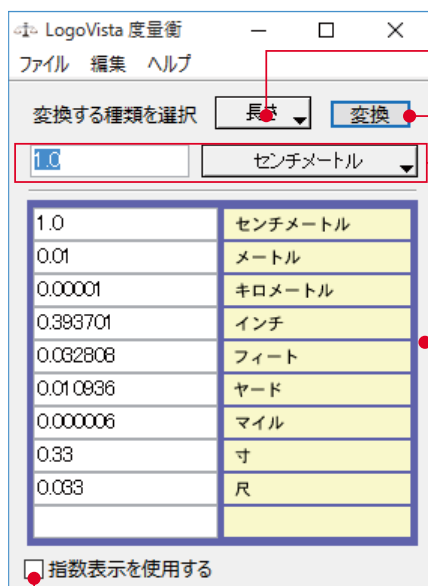 LogoVista 度量衡
ファイル 編集 ヘルプ
変換する種類を選択 長さ 変換
1.0 センチメートル
1.0 センチメートル
0.01 メートル
0.00001 キロメートル
0.393701 インチ
0.032808 フィート
0.010936 ヤード
0.000006 マイル
0.33 寸
0.033 尺
指数表示を使用する